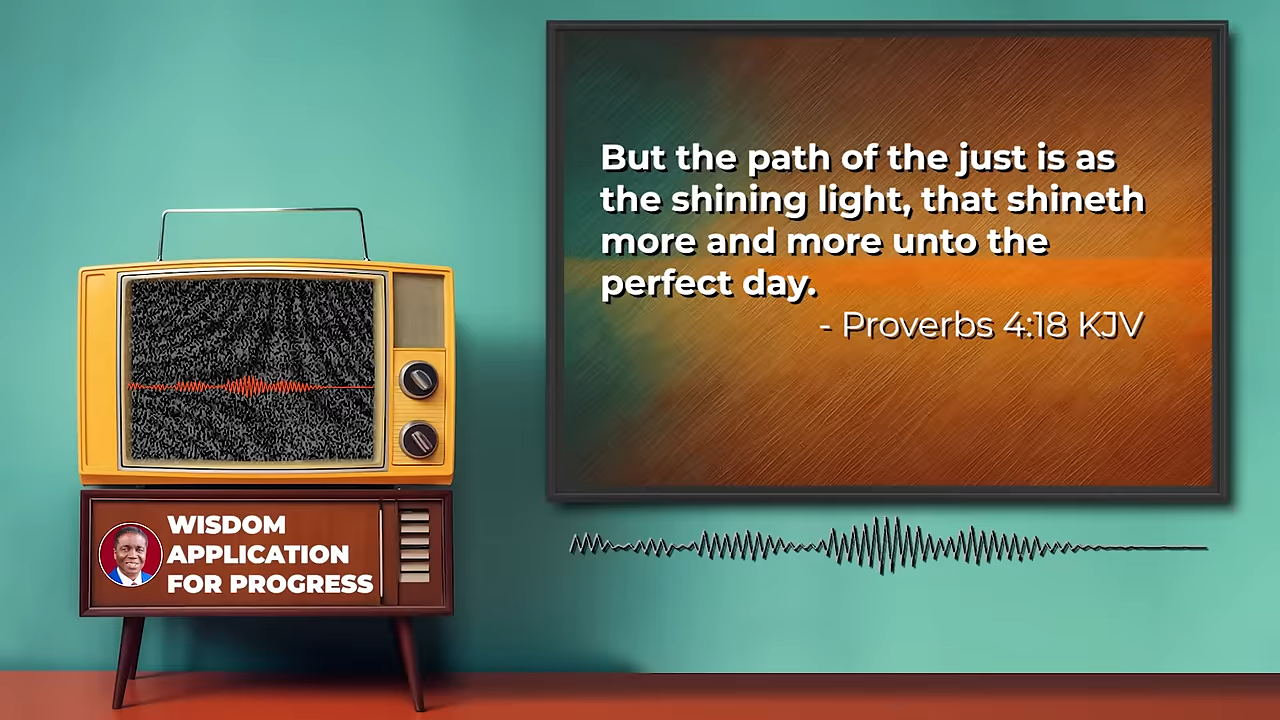 But the path of the just is as
the shining light, that shineth
more and more unto the
perfect day.
- Proverbs 4:18 KJV
WISDOM
APPLICATION
FOR PROGRESS